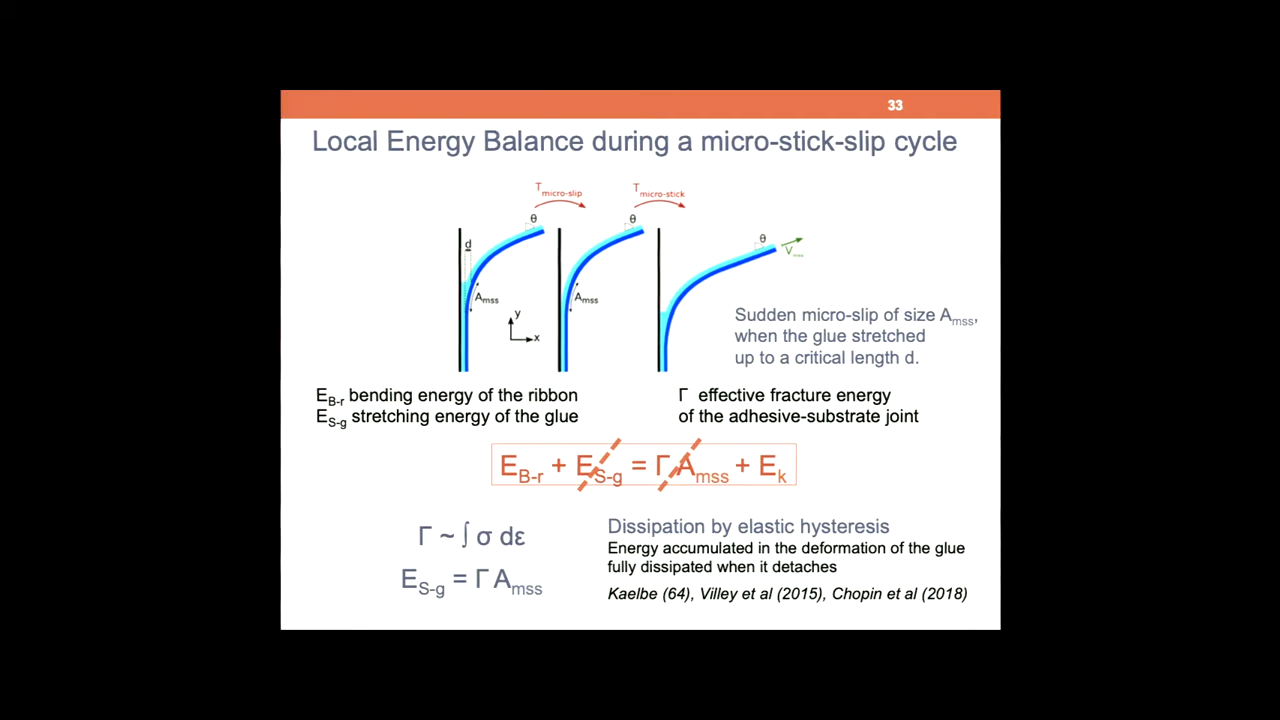 33
Local Energy Balance during a micro-stick-slip cycle
T micro-slip
T micro-stick
θ
θ
θ
d
V mss
A mss
A mss
y
x
Sudden micro-slip of size A mss,
when the glue stretched
up to a critical length d.
E B-r bending energy of the ribbon
E S-g stretching energy of the glue
Γ effective fracture energy
of the adhesive-substrate joint
E B-r + E S-g = Γ A mss + E k
Γ ~ ∫ σ dε
E S-g = Γ A mss
Dissipation by elastic hysteresis
Energy accumulated in the deformation of the glue
fully dissipated when it detaches
Kaelbe (64), Villey et al (2015), Chopin et al (2018)